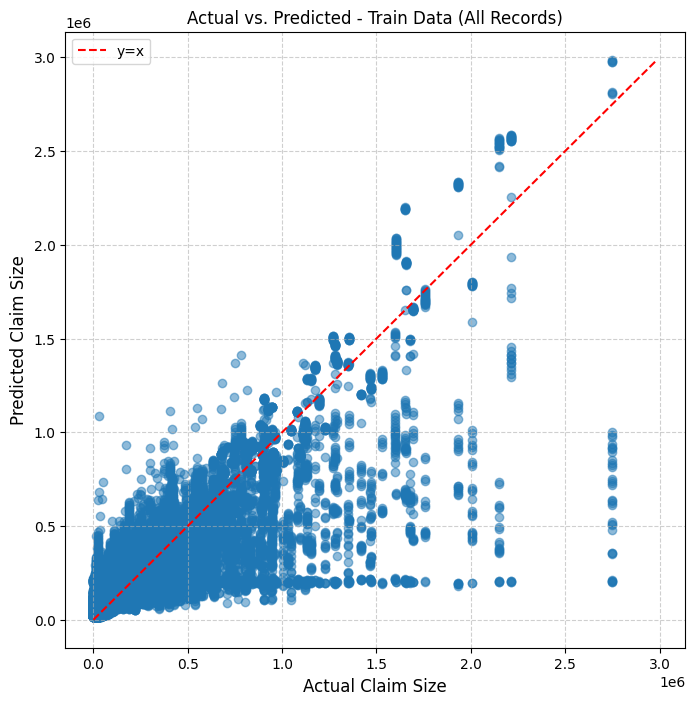 Actual vs. Predicted - Train Data (All Records)
1e6
y=x
3.0
2.5
2.0
1.5
1.0
0.5
0.0
Predicted Claim Size
0.0 0.5 1.0 1.5 2.0 2.5 3.0
1e6
Actual Claim Size